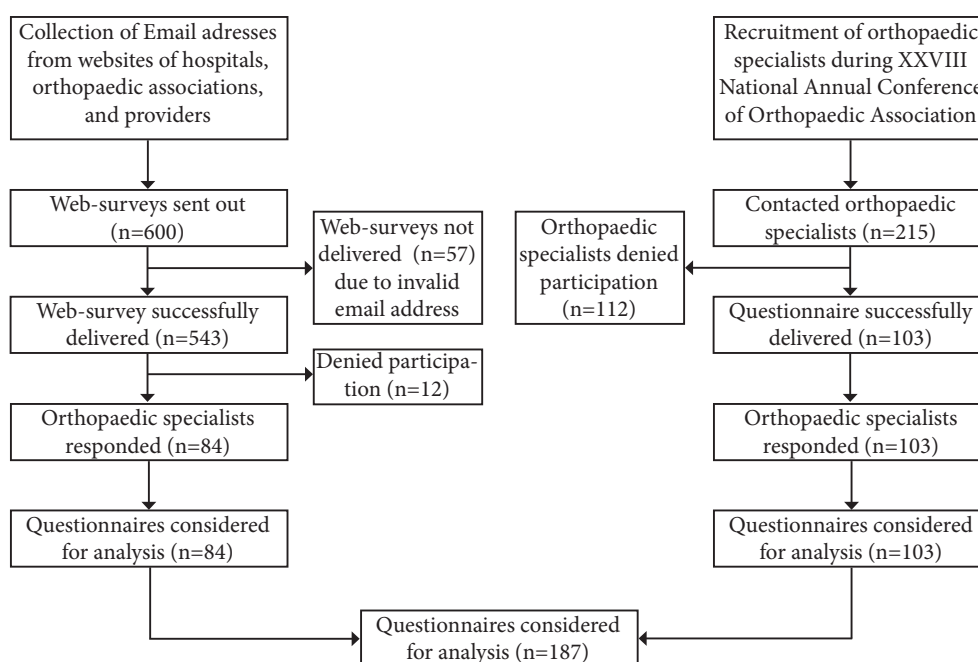 Collection of Email adresses
from websites of hospitals,
orthopaedic associations,
and providers
Recruitment of orthopaedic
specialists during XXVIII
National Annual Conference
of Orthopaedic Association
Web-surveys sent out
(n=600)
Web-surveys not
delivered (n=57)
due to invalid
email address
Orthopaedic
specialists denied
participation
(n=112)
Contacted orthopaedic
specialists (n=215)
Web-survey successfully
delivered (n=543)
Questionnaire successfully
delivered (n=103)
Denied participa-
tion (n=12)
Orthopaedic specialists
responded (n=84)
Orthopaedic specialists
responded (n=103)
Questionnaires considered
for analysis (n=84)
Questionnaires considered
for analysis (n=103)
Questionnaires considered
for analysis (n=187)